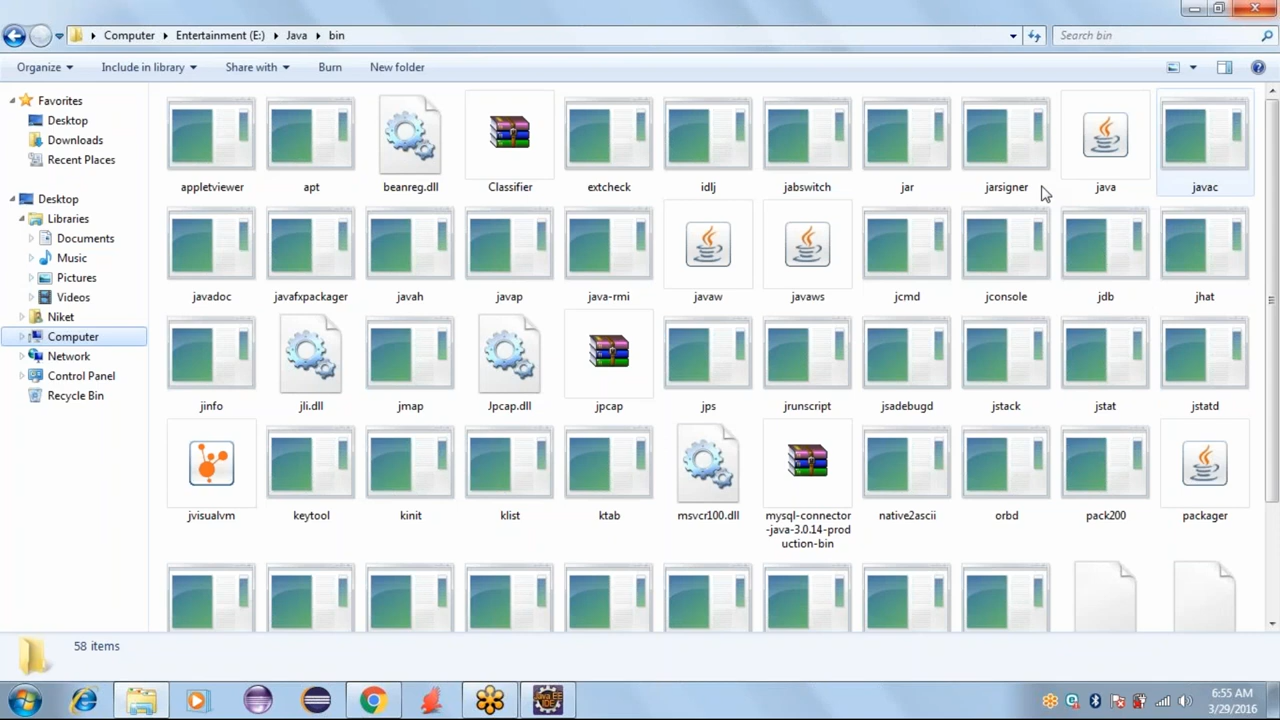 Computer Entertainment (E:) Java bin
Search bin
Organize Include in library Share with Burn New folder
Favorites
Desktop
Downloads
Recent Places
Desktop
Libraries
Documents
Music
Pictures
Videos
Niket
Computer
Network
Control Panel
Recycle Bin
appletviewer apt beanreg.dll Classifier extcheck idlj jabswitch jar jarsigner java javac
javadoc javafxpackager javah javap java-rmi javaw javaws jcmd jconsole jdb jhat
jinfo jli.dll jmap Jpcap.dll jpcap jps jrunscript jsadebugd jstack jstat jstatd
jvisualvm keytool kinit klist ktab msvcr100.dll mysql-connector
-java-3.0.14-prod
uction-bin
native2ascii orbd pack200 packager
58 items
Java EE
IDE
6:55 AM
3/29/2016